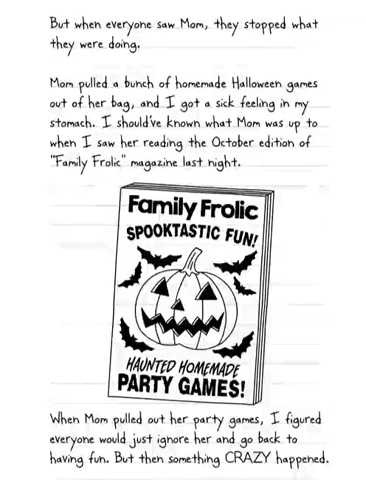 But when everyone saw Mom, they stopped what
they were doing.
Mom pulled a bunch of homemade Halloween games
out of her bag, and I got a sick feeling in my
stomach. I should've known what Mom was up to
when I saw her reading the October edition of
"Family Frolic" magazine last night.
Family Frolic
SPOOKTASTIC FUN!
HAUNTED HOMEMADE
PARTY GAMES!
When Mom pulled out her party games, I figured
everyone would just ignore her and go back to
having fun. But then something CRAZY happened.